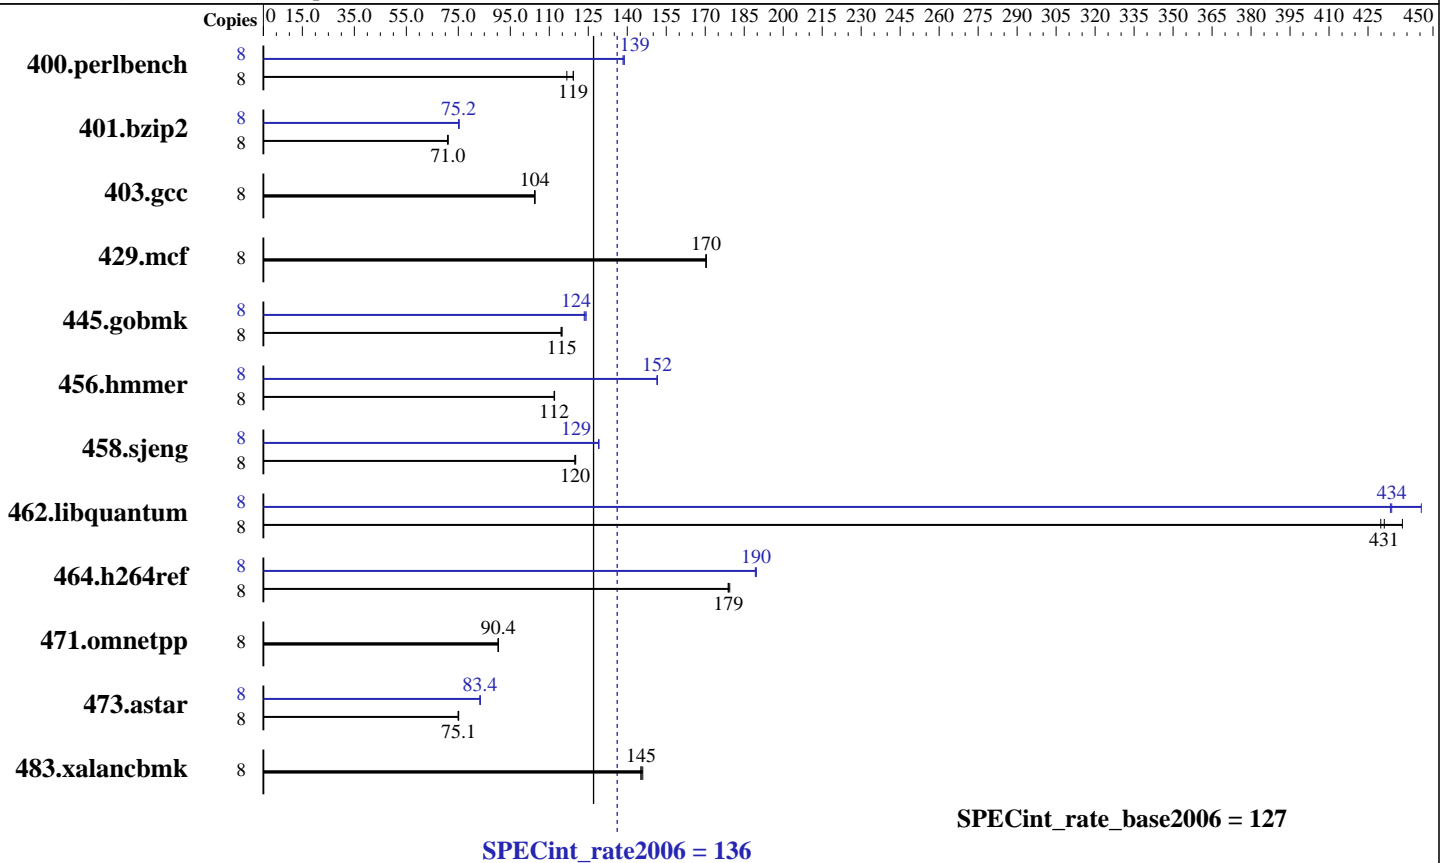 Copies 0 15.0 35.0 55.0 75.0 95.0 110 125 140 155 170 185 200 215 230 245 260 275 290 305 320 335 350 365 380 395 410 425 450
400.perlbench 8 139
8 119
401.bzip2 8 75.2
8 71.0
403.gcc 8 104
429.mcf 8 170
445.gobmk 8 124
8 115
456.hmmer 8 152
8 112
458.sjeng 8 129
8 120
462.libquantum 8 434
8 431
464.h264ref 8 190
8 179
471.omnetpp 8 90.4
473.astar 8 83.4
8 75.1
483.xalancbmk 8 145
SPECint_rate_base2006 = 127
SPECint_rate2006 = 136